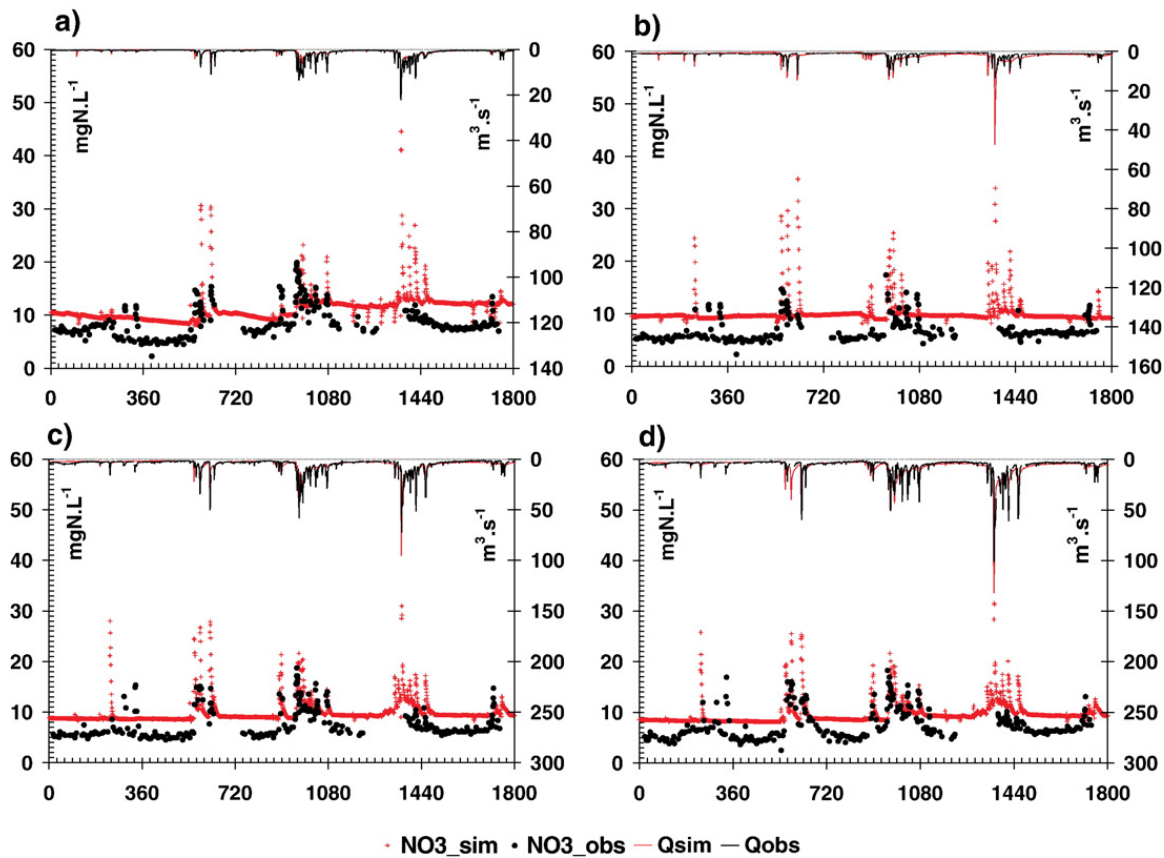 a)
b)
60 0 60 0
50 20 50 20
40 40 40 40
60 60
30 80 30 80
20 100 20 100
10 120 10 120
140
0 140 0 160
mgN.L-1 m3.s-1 mgN.L-1 m3.s-1
0 360 720 1080 1440 1800 0 360 720 1080 1440 1800
c)
d)
60 0 60 0
50 50 50 50
40 100 40 100
30 150 30 150
20 200 20 200
10 250 10 250
0 300 0 300
mgN.L-1 m3.s-1 mgN.L-1 m3.s-1
0 360 720 1080 1440 1800 0 360 720 1080 1440 1800
NO3_sim NO3_obs Qsim Qobs